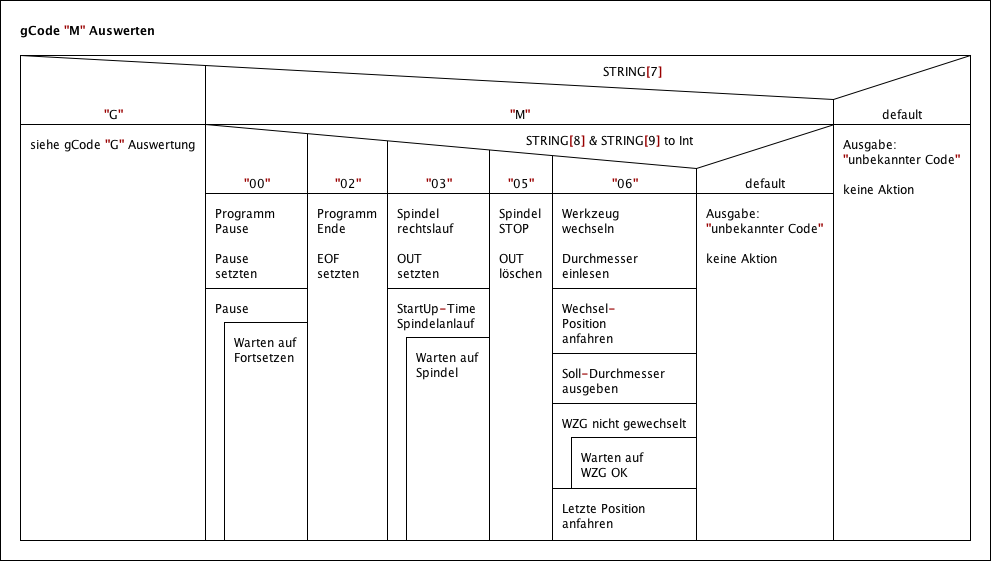 gCode "M" Auswerten
STRING[7]
"G"
"M"
default
siehe gCode "G" Auswertung
STRING[8] & STRING[9] to Int
"00"
"02"
"03"
"05"
"06"
default
Programm
Pause
Pause
setzten
Pause
Warten auf
Fortsetzen
Programm
Ende
EOF
setzten
Spindel
rechtslauf
OUT
setzten
StartUp-Time
Spindelanlauf
Warten auf
Spindel
Spindel
STOP
OUT
löschen
Werkzeug
wechseln
Durchmesser
einlesen
Wechsel-
Position
anfahren
Soll-Durchmesser
ausgeben
WZG nicht gewechselt
Warten auf
WZG OK
Letzte Position
anfahren
Ausgabe:
"unbekannter Code"
keine Aktion
Ausgabe:
"unbekannter Code"
keine Aktion